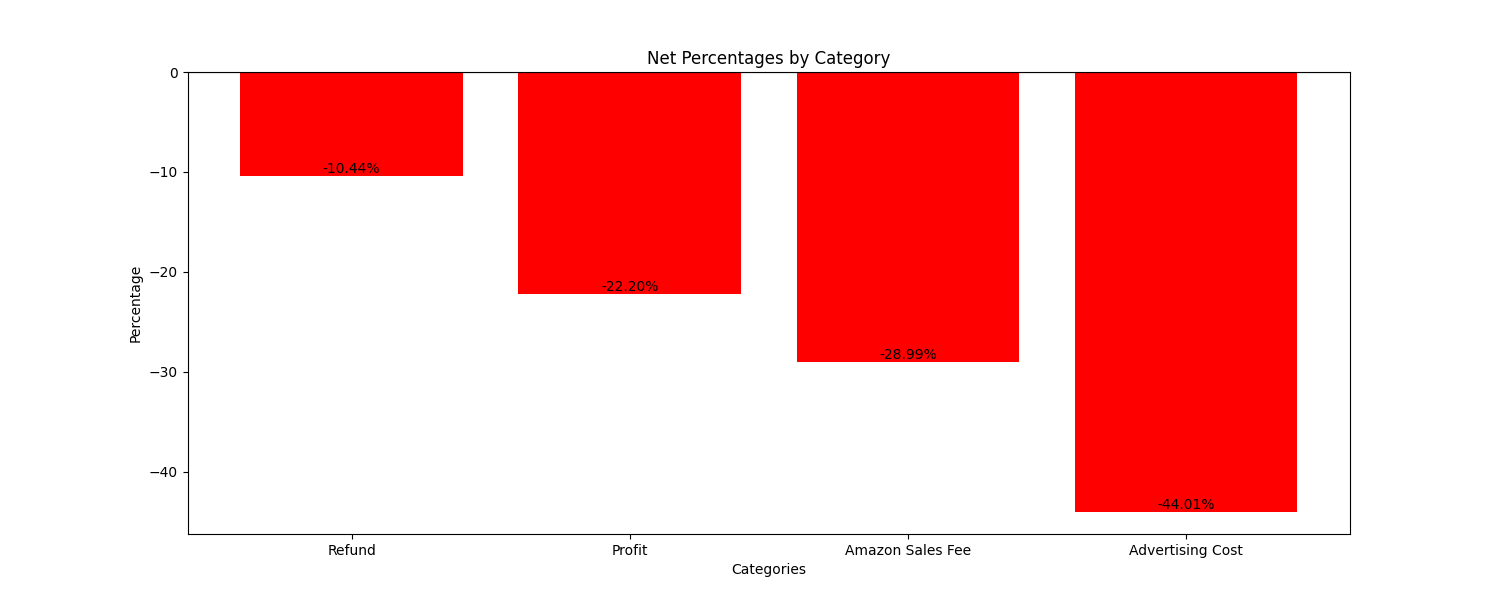 Net Percentages by Category
0
−10
−20
−30
−40
Percentage
-10.44%
-22.20%
-28.99%
-44.01%
Refund
Profit
Amazon Sales Fee
Advertising Cost
Categories